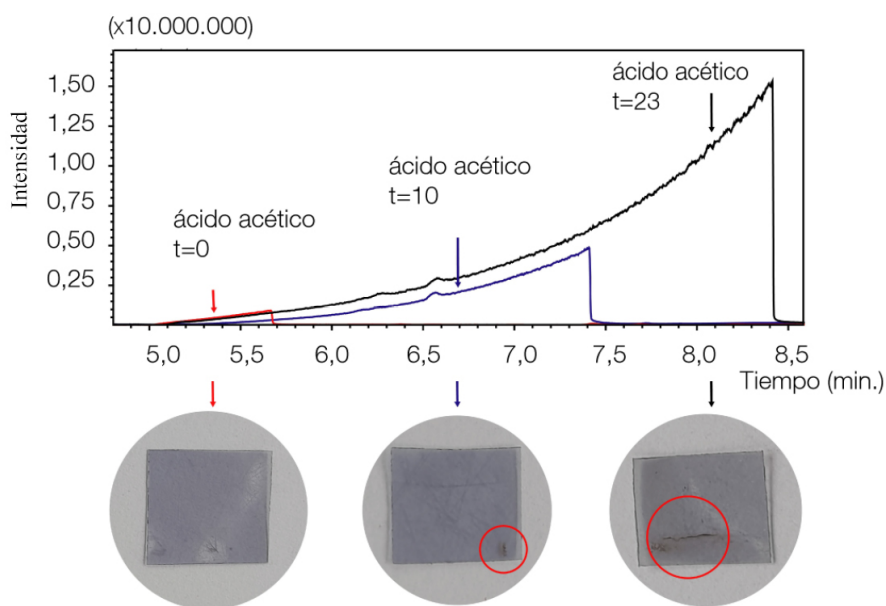 (x10.000.000)
Intensidad
1,50
1,25
1,00
0,75
0,50
0,25
ácido acético
t=0
ácido acético
t=10
ácido acético
t=23
5,0 5,5 6,0 6,5 7,0 7,5 8,0 8,5
Tiempo (min.)